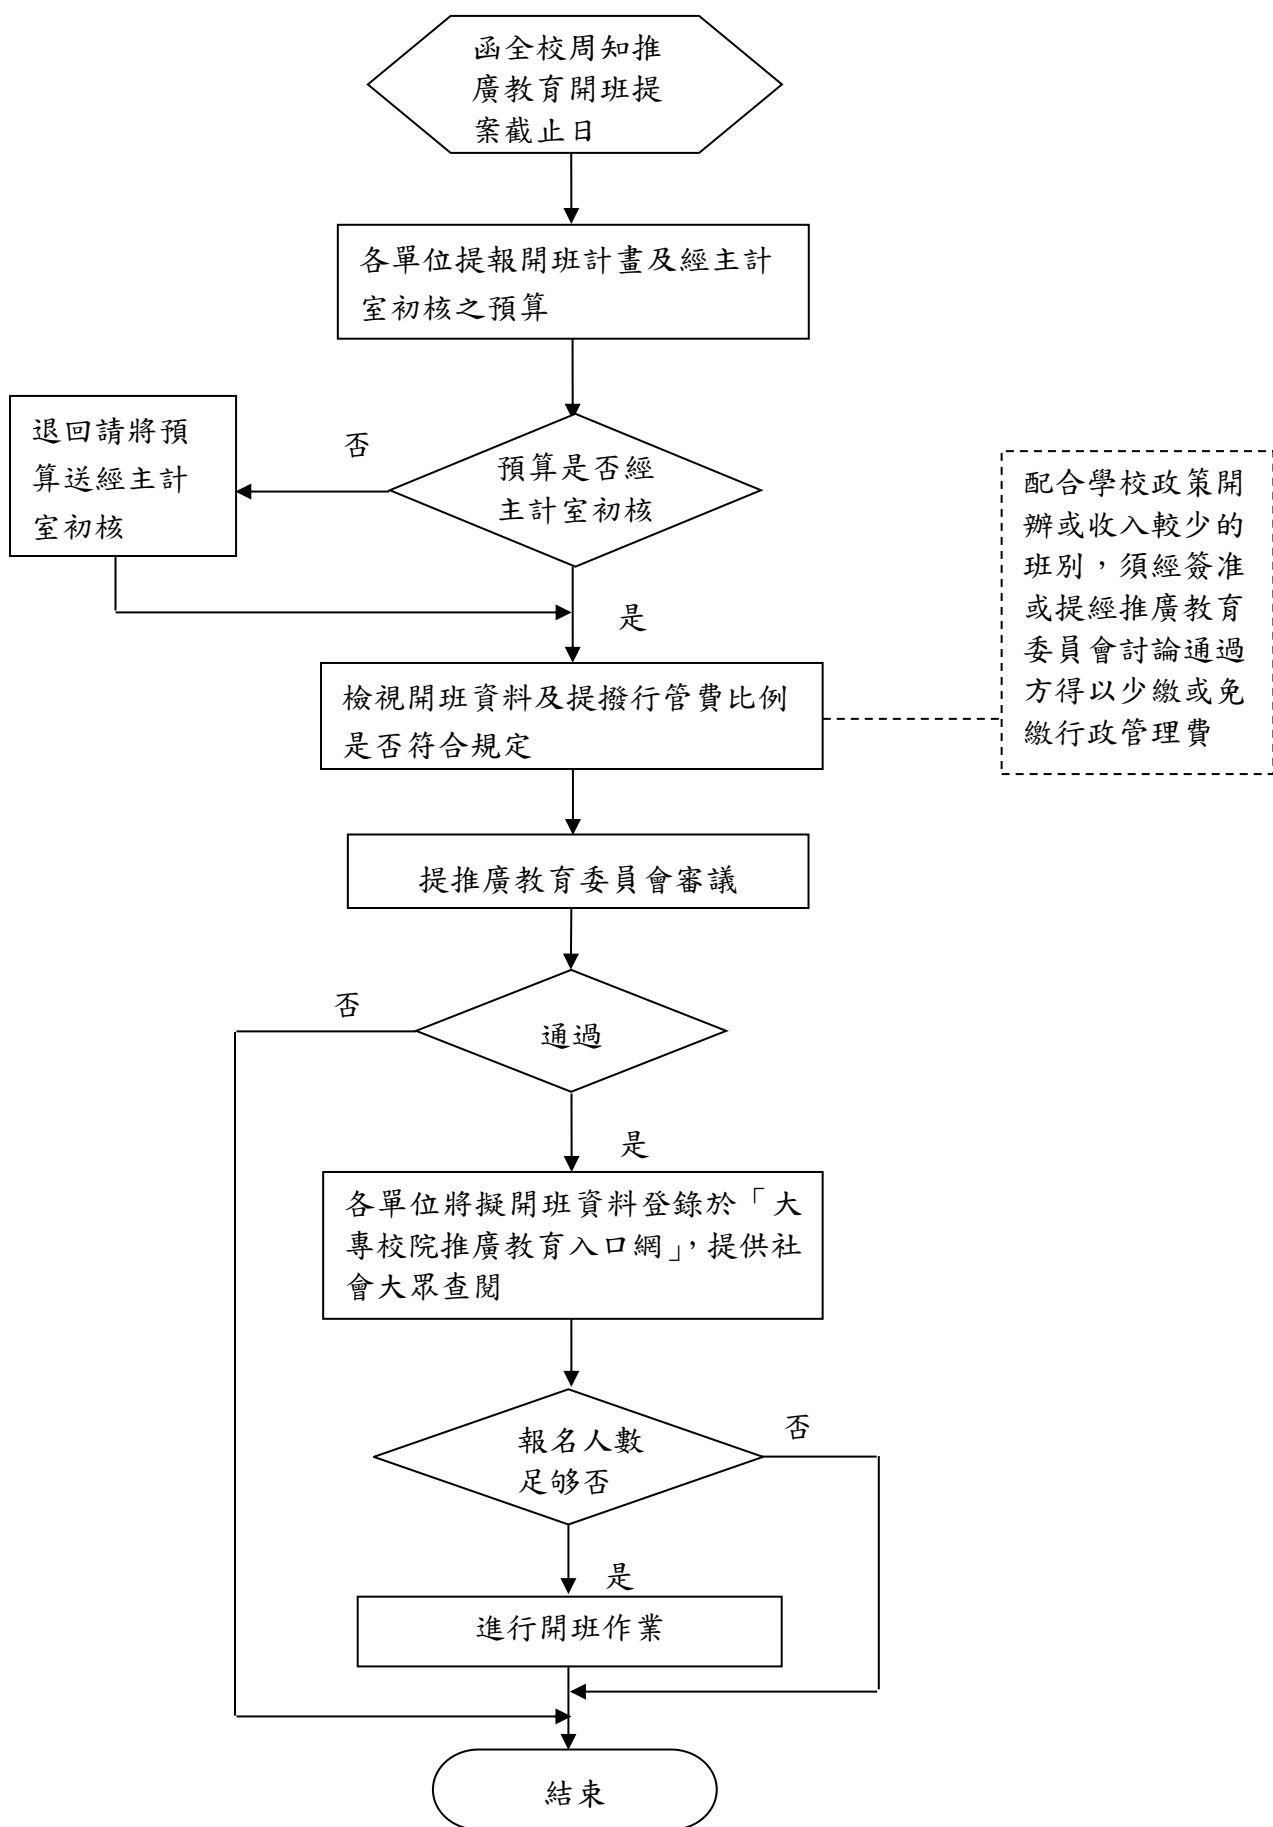 函全校周知推
廣教育開班提
案截止日
各單位提報開班計畫及經主計
室初核之預算
退回請將預
算送經主計
室初核
否
預算是否經
主計室初核
是
配合學校政策開
辦或收入較少的
班別，須經簽准
或提經推廣教育
委員會討論通過
方得以少繳或免
繳行政管理費
檢視開班資料及提撥行管費比例
是否符合規定
提推廣教育委員會審議
否
通過
是
各單位將擬開班資料登錄於「大
專校院推廣教育入口網」，提供社
會大眾查閱
報名人數
足夠否
否
是
進行開班作業
結束